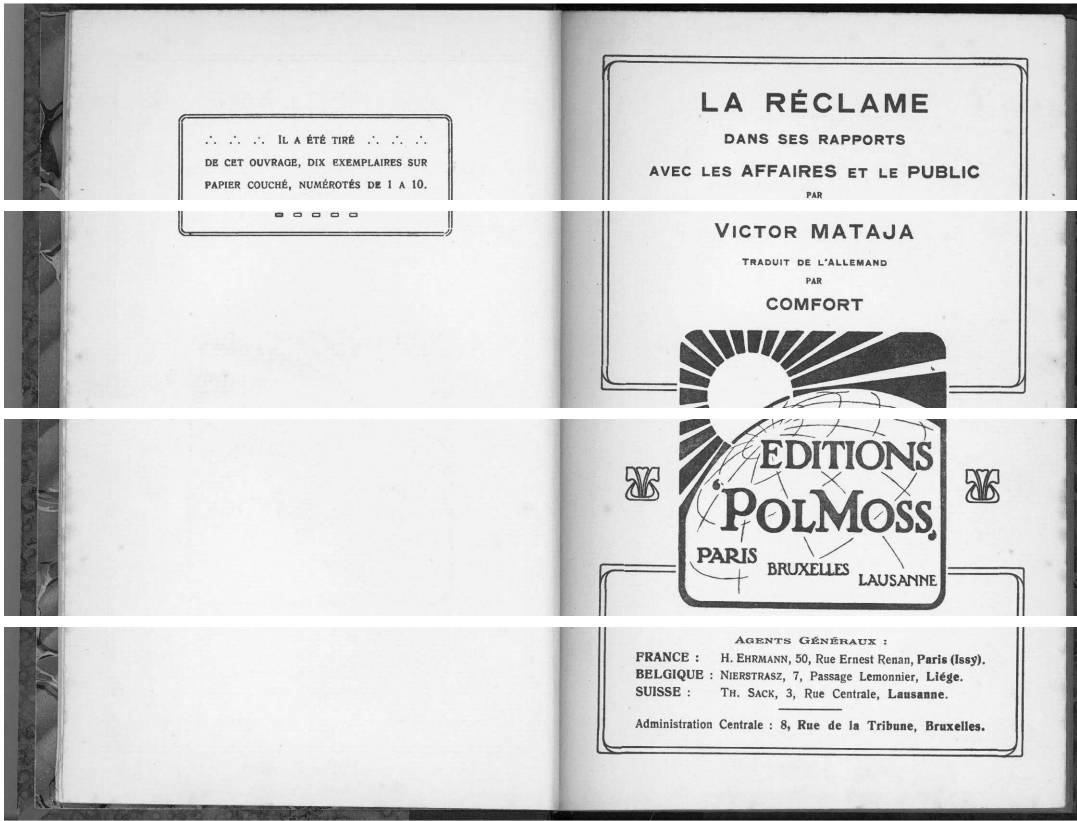 ∴ ∴ ∴ IL A ÉTÉ TIRÉ ∴ ∴ ∴
DE CET OUVRAGE, DIX EXEMPLAIRES SUR
PAPIER COUCHÉ, NUMÉROTÉS DE 1 A 10.
LA RÉCLAME
DANS SES RAPPORTS
AVEC LES AFFAIRES ET LE PUBLIC
PAR
VICTOR MATAJA
TRADUIT DE L'ALLEMAND
PAR
COMFORT
EDITIONS
'POLMOSS,
PARIS
BRUXELLES
LAUSANNE
AGENTS GÉNÉRAUX :
FRANCE : H. EHRMANN, 50, Rue Ernest Renan, Paris (Issy).
BELGIQUE : NIERSTRASZ, 7, Passage Lemonnier, Liége.
SUISSE : TH. SACK, 3, Rue Centrale, Lausanne.
Administration Centrale : 8, Rue de la Tribune, Bruxelles.